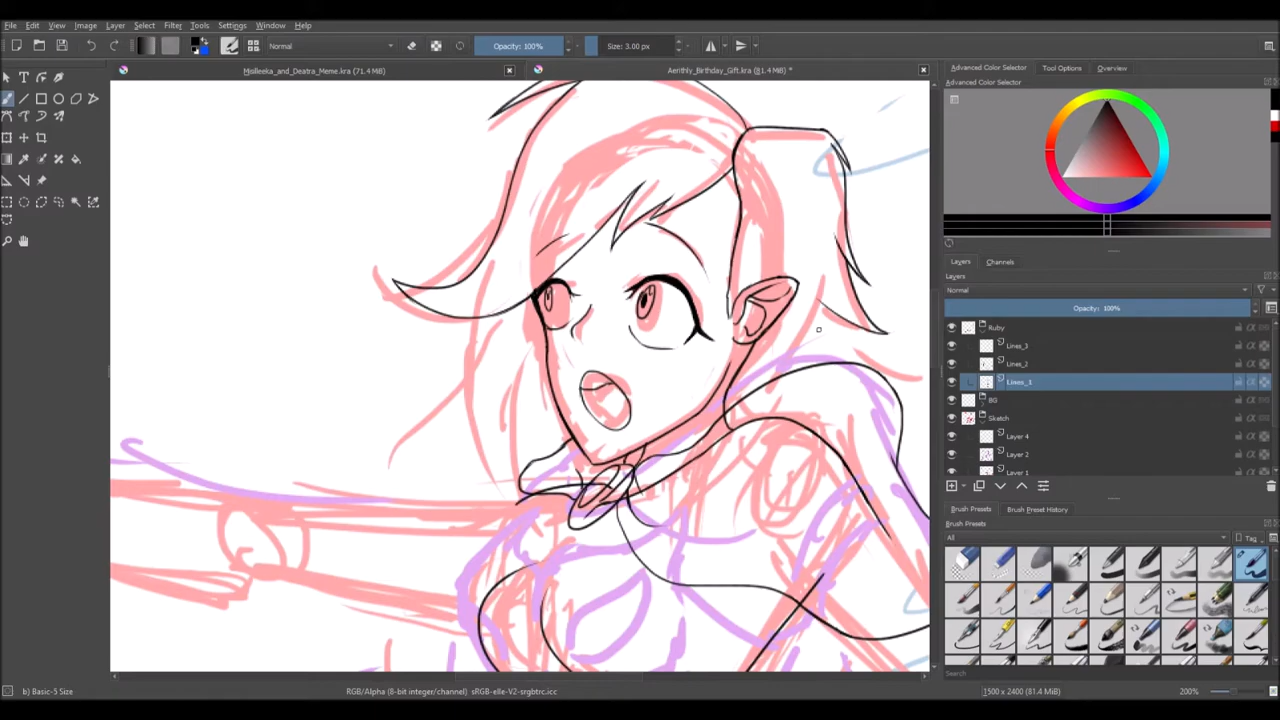 File Edit View Image Layer Select Filter Tools Settings Window Help
Normal Opacity: 100% Size: 3.00 px
Misileeka_and_Deatra_Meme.kra (71.4 MiB) Aerithly_Birthday_Gift.kra (81.4 MiB) *
Advanced Color Selector Tool Options Overview
Advanced Color Selector
Layers Channels
Layers
Normal
Opacity: 100%
Ruby
Lines_3
Lines_2
Lines_1
BG
Sketch
Layer 4
Layer 2
Layer 1
Brush Presets Brush Preset History
Brush Presets
All Tag
Search
b) Basic-5 Size RGB/Alpha (8-bit integer/channel) sRGB-elle-V2-srgbtrc.icc 1500 x 2400 (81.4 MiB) 200%